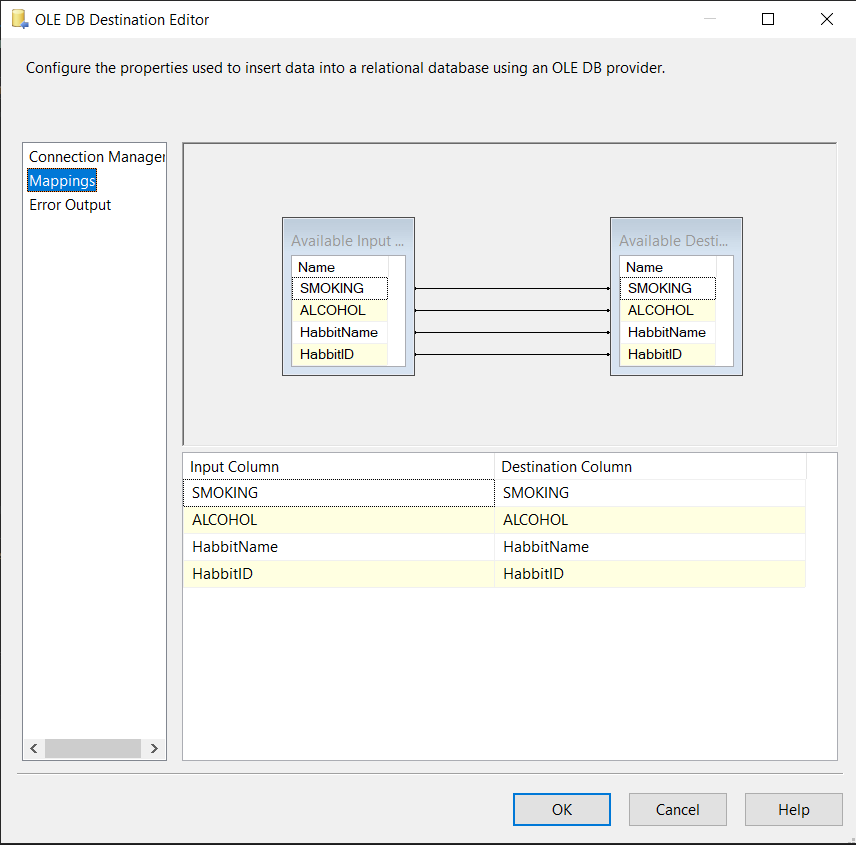 OLE DB Destination Editor
Configure the properties used to insert data into a relational database using an OLE DB provider.
Connection Manager
Mappings
Error Output
Available Input ...
Name
SMOKING
ALCOHOL
HabbitName
HabbitID
Available Desti...
Name
SMOKING
ALCOHOL
HabbitName
HabbitID
Input Column Destination Column
SMOKING SMOKING
ALCOHOL ALCOHOL
HabbitName HabbitName
HabbitID HabbitID
OK Cancel Help